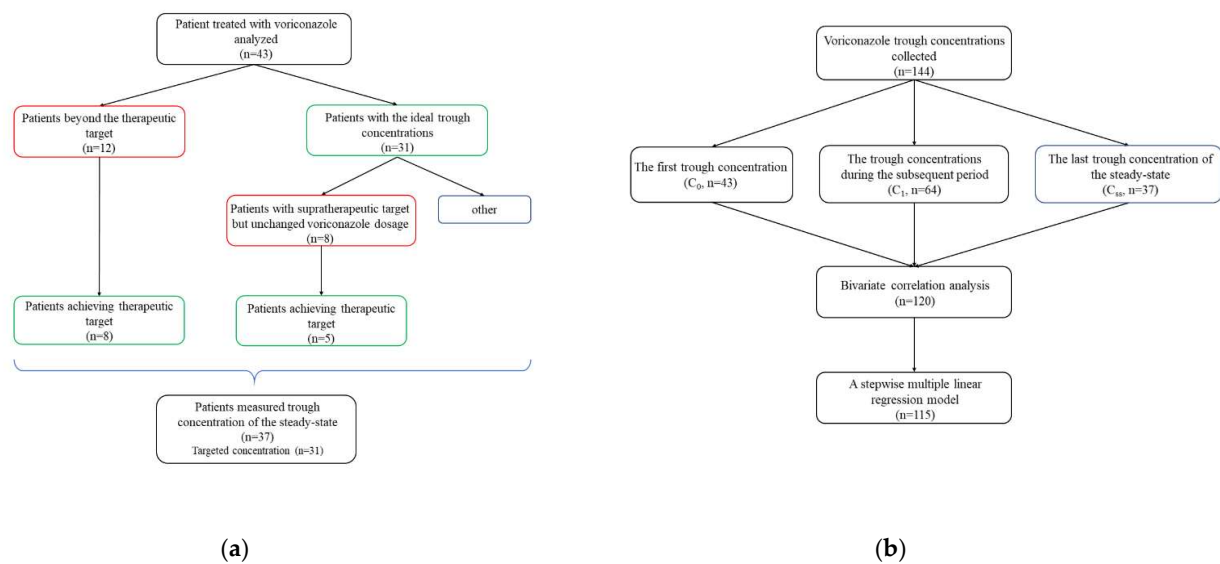 Patient treated with voriconazole
analyzed
(n=43)
Patients beyond the therapeutic
target
(n=12)
Patients with the ideal trough
concentrations
(n=31)
Patients with supratherapeutic target
but unchanged voriconazole dosage
(n=8)
other
Patients achieving therapeutic
target
(n=8)
Patients achieving therapeutic
target
(n=5)
Patients measured trough
concentration of the steady-state
(n=37)
Targeted concentration (n=31)
(a)
Voriconazole trough concentrations
collected
(n=144)
The first trough concentration
(C0, n=43)
The trough concentrations
during the subsequent period
(C1, n=64)
The last trough concentration of
the steady-state
(Css, n=37)
Bivariate correlation analysis
(n=120)
A stepwise multiple linear
regression model
(n=115)
(b)